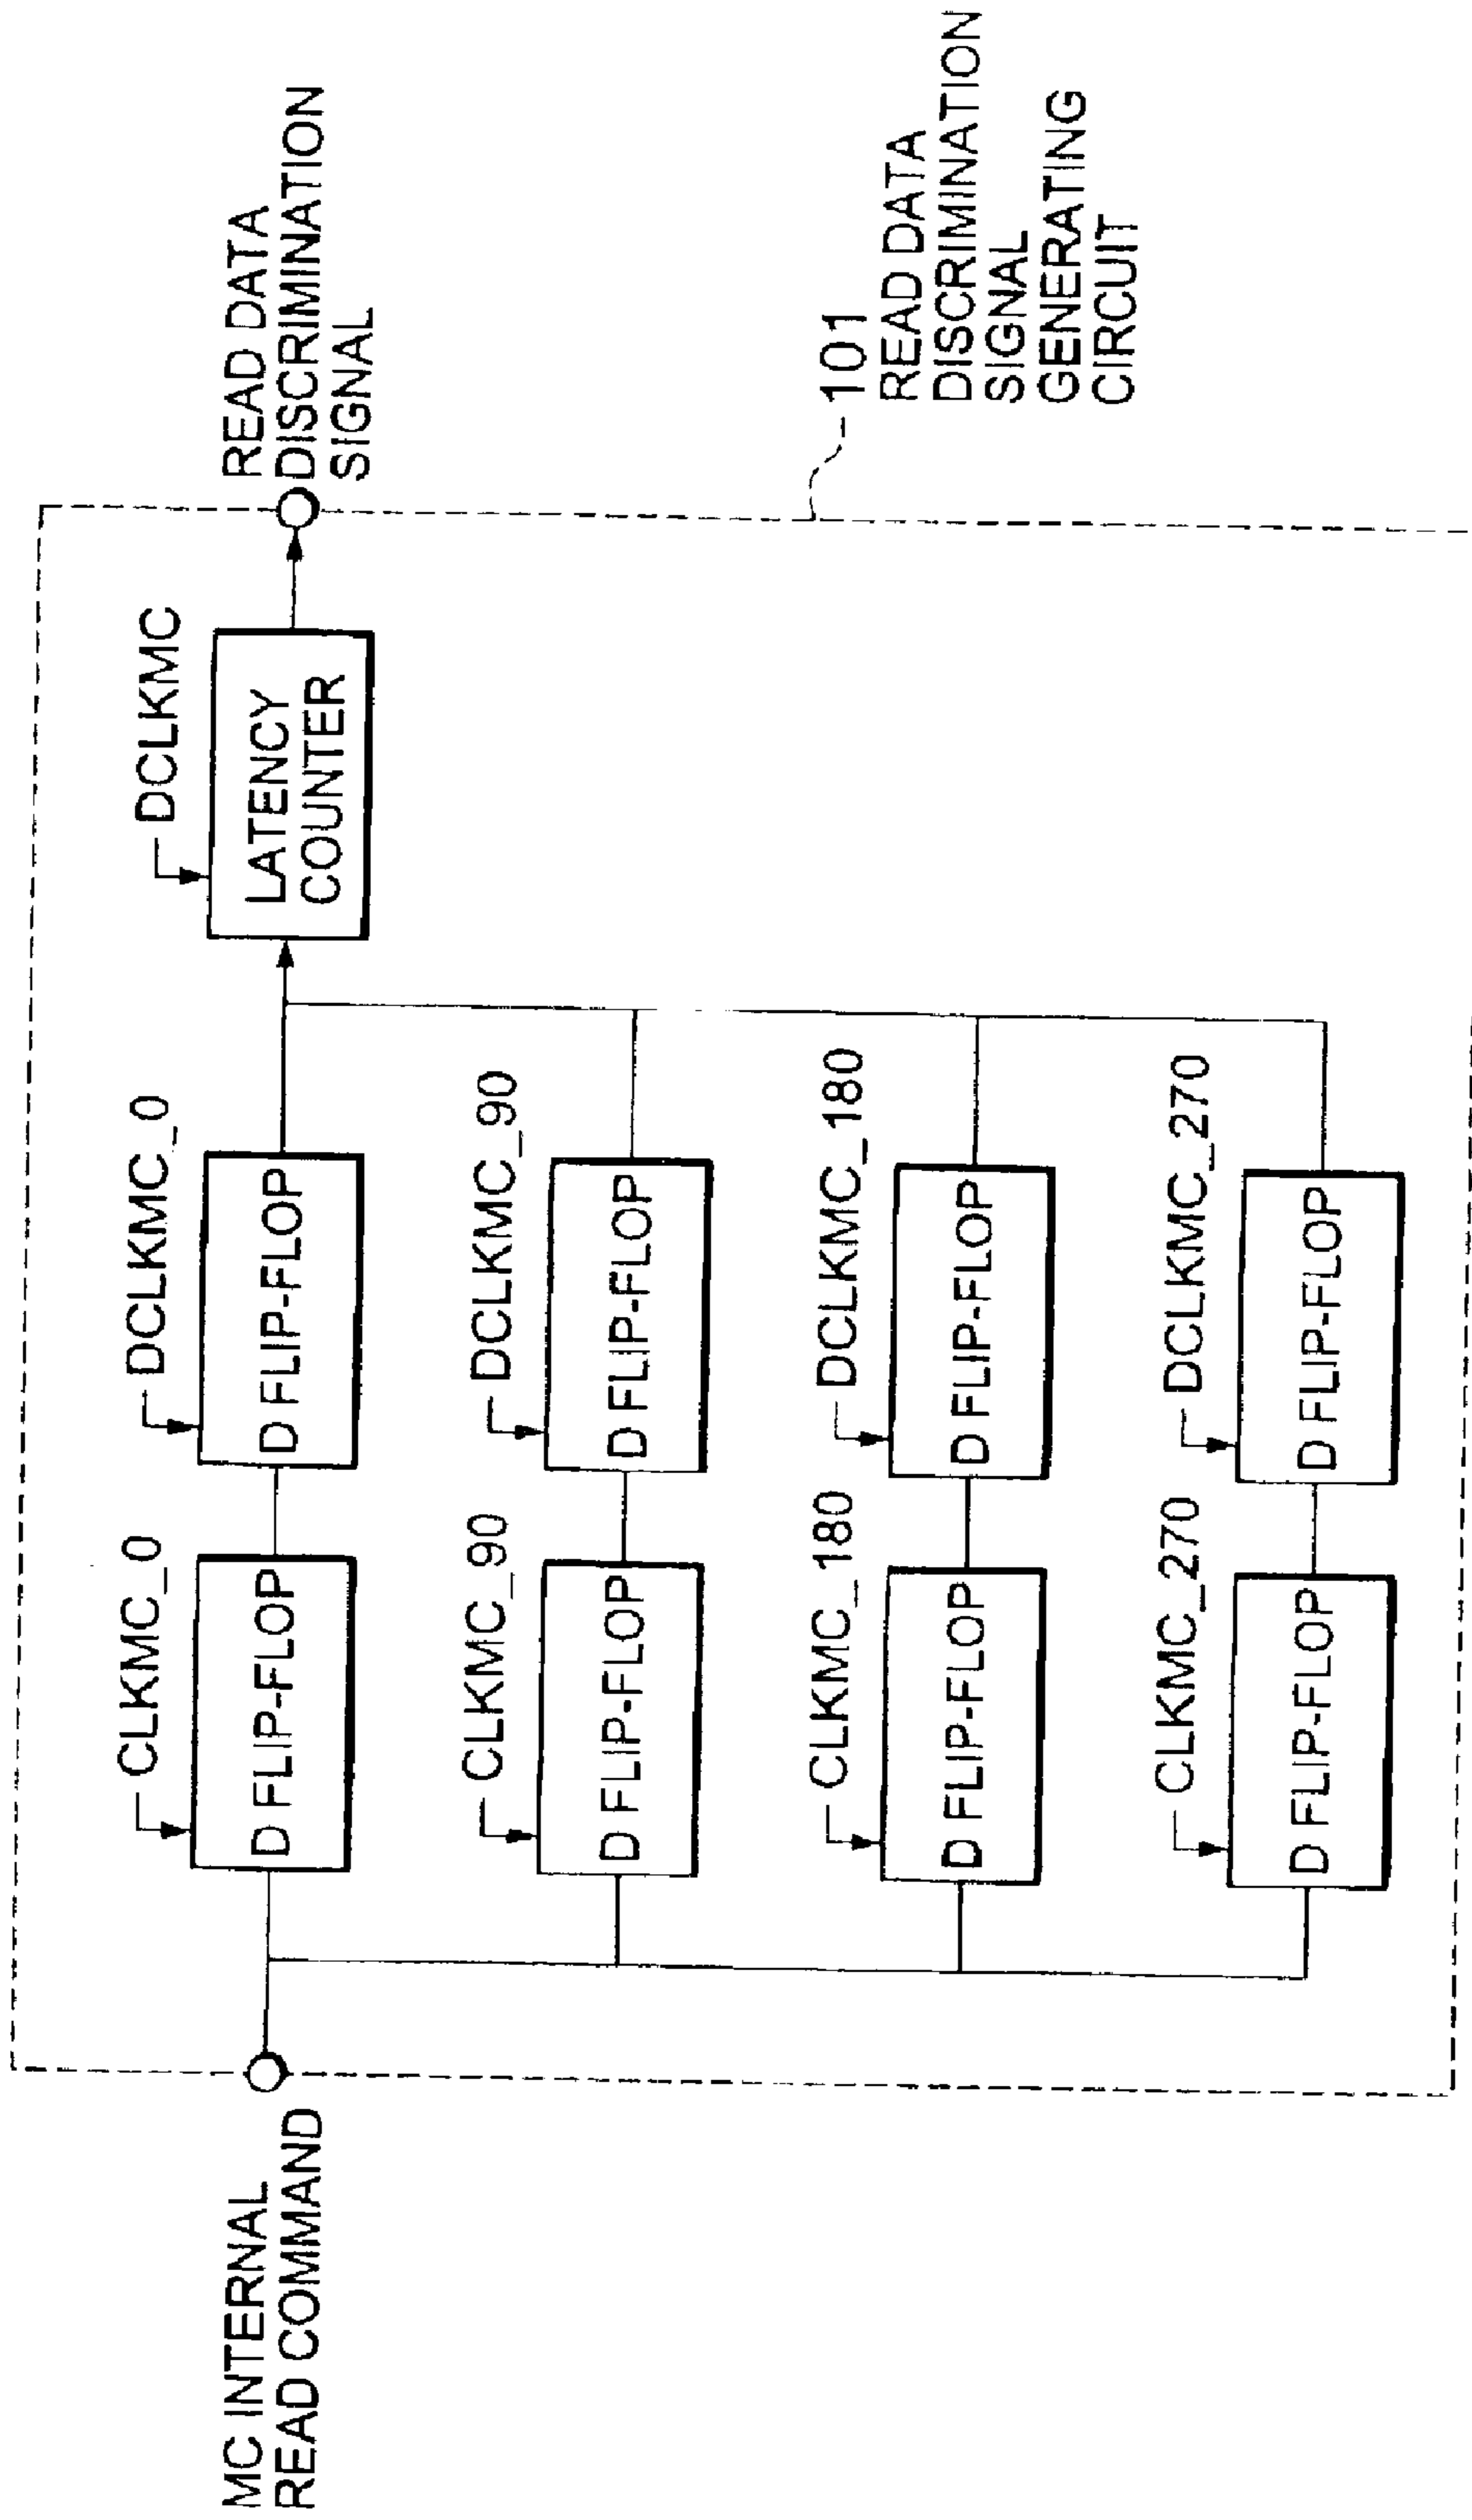 MC INTERNAL
READ COMMAND
CLKMC_0
D FLIP-FLOP
DCLKMC_0
D FLIP-FLOP
DCLKMC
LATENCY
COUNTER
READ DATA
DISCRIMINATION
SIGNAL
CLKMC_90
D FLIP-FLOP
DCLKMC_90
D FLIP-FLOP
CLKMC_180
D FLIP-FLOP
DCLKMC_180
D FLIP-FLOP
CLKMC_270
D FLIP-FLOP
DCLKMC_270
D FLIP-FLOP
101
READ DATA
DISCRIMINATION
SIGNAL
GENERATING
CIRCUIT